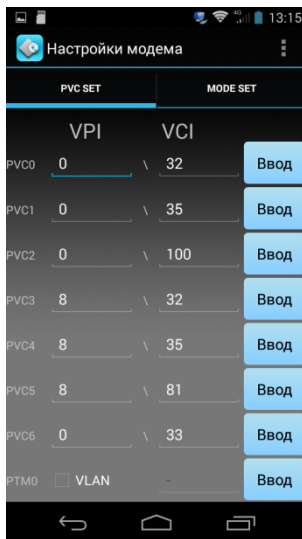 4G 13:15
Настройки модема
PVC SET MODE SET
VPI VCI
PVC0 0 \ 32 Ввод
PVC1 0 \ 35 Ввод
PVC2 0 \ 100 Ввод
PVC3 8 \ 32 Ввод
PVC4 8 \ 35 Ввод
PVC5 8 \ 81 Ввод
PVC6 0 \ 33 Ввод
PTM0 VLAN - Ввод